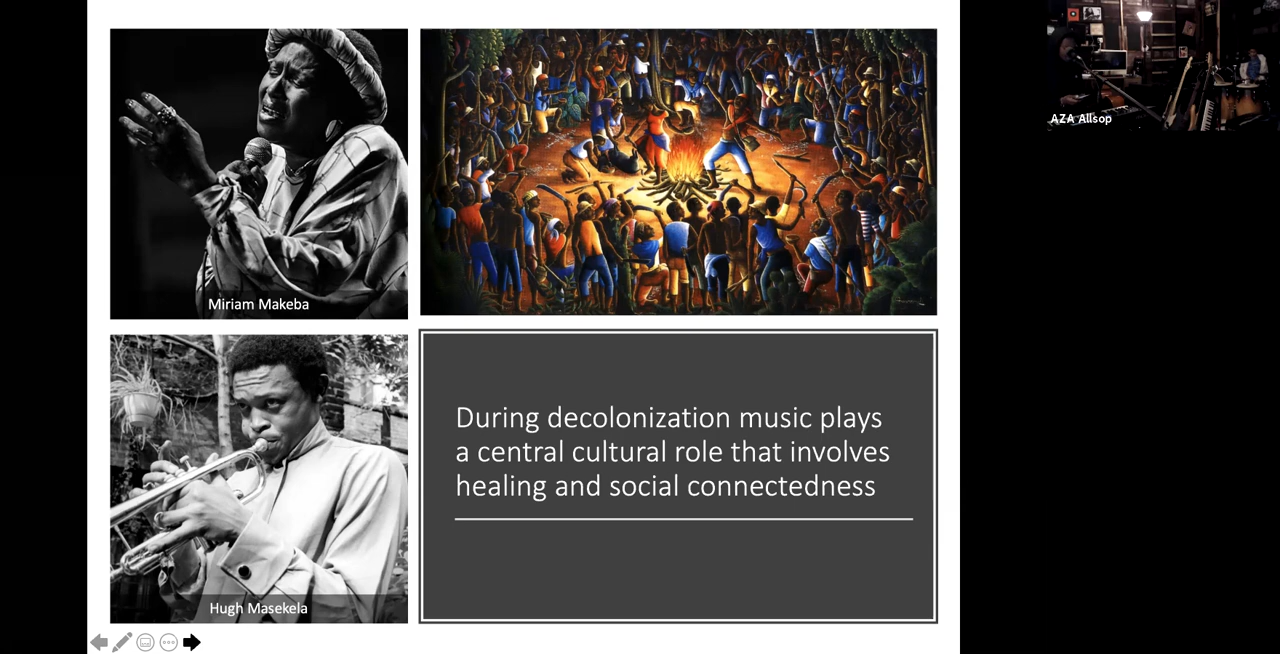 AZA Allsop
Miriam Makeba
During decolonization music plays
a central cultural role that involves
healing and social connectedness
Hugh Masekela